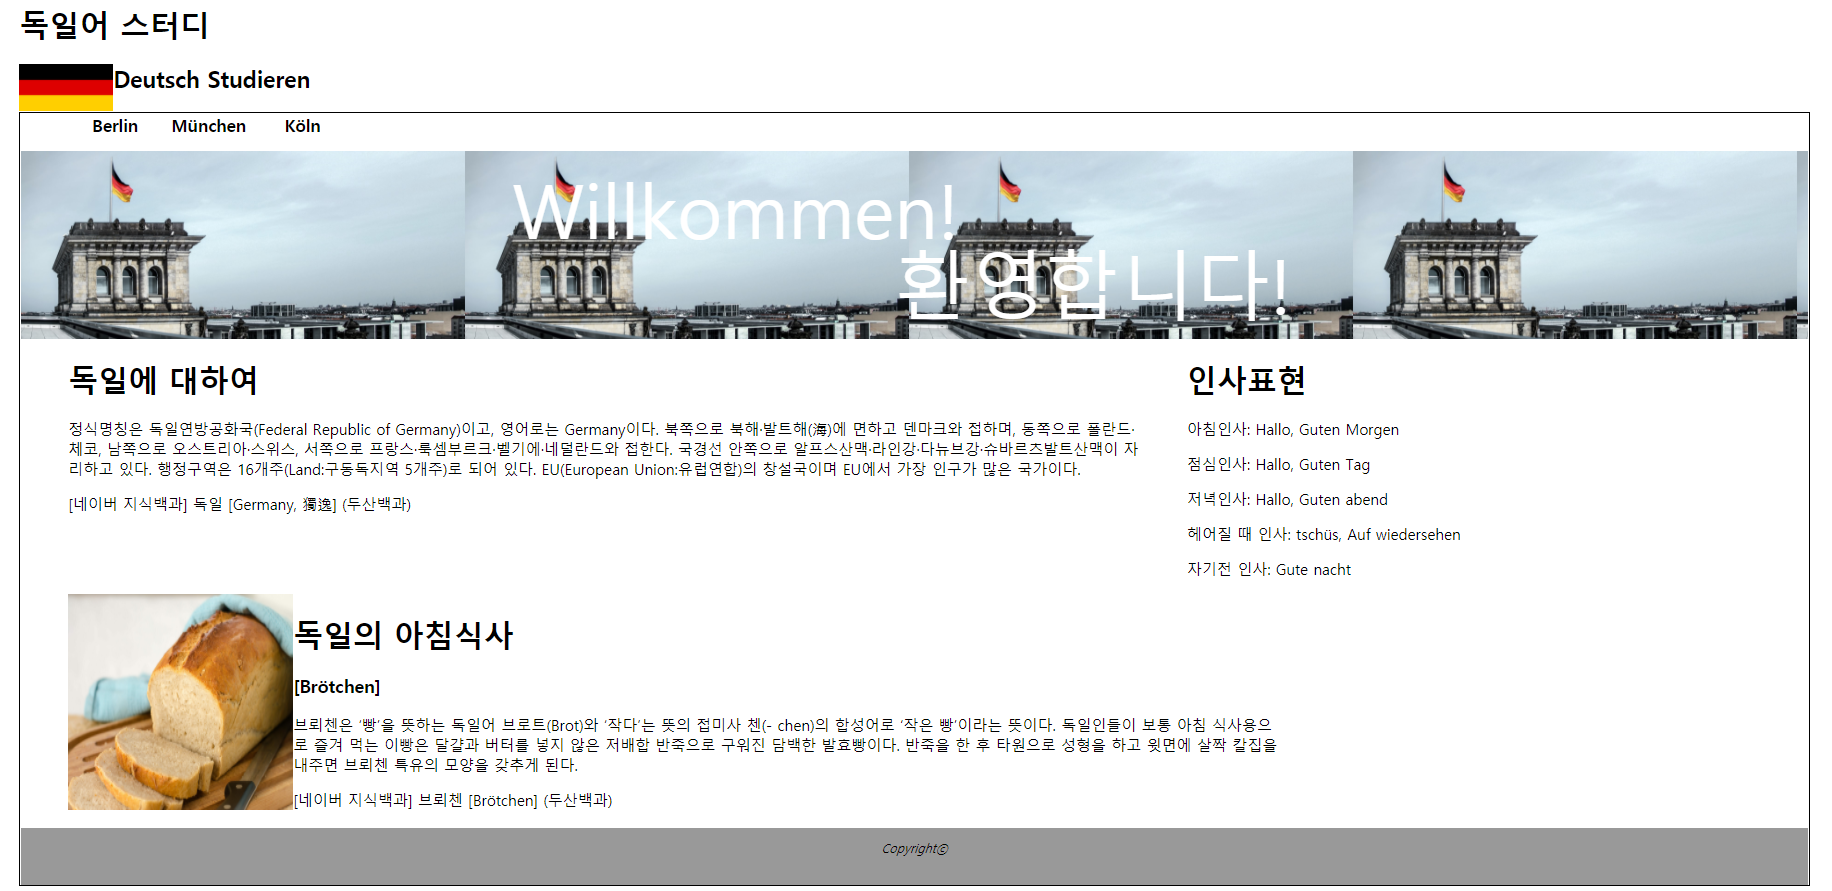 독일어 스터디
Deutsch Studieren
Berlin München Köln
Willkommen!
환영합니다!
독일에 대하여
정식명칭은 독일연방공화국(Federal Republic of Germany)이고, 영어로는 Germany이다. 북쪽으로 북해·발트해(海)에 면하고 덴마크와 접하며, 동쪽으로 폴란드·
체코, 남쪽으로 오스트리아·스위스, 서쪽으로 프랑스·룩셈부르크·벨기에·네덜란드와 접한다. 국경선 안쪽으로 알프스산맥·라인강·다뉴브강·슈바르츠발트산맥이 자
리하고 있다. 행정구역은 16개주(Land:구동독지역 5개주)로 되어 있다. EU(European Union:유럽연합)의 창설국이며 EU에서 가장 인구가 많은 국가이다.
[네이버 지식백과] 독일 [Germany, 獨逸] (두산백과)
인사표현
아침인사: Hallo, Guten Morgen
점심인사: Hallo, Guten Tag
저녁인사: Hallo, Guten abend
헤어질 때 인사: tschüs, Auf wiedersehen
자기전 인사: Gute nacht
독일의 아침식사
[Brötchen]
브뢰첸은 ‘빵’을 뜻하는 독일어 브로트(Brot)와 ‘작다’는 뜻의 접미사 첸(- chen)의 합성어로 ‘작은 빵’이라는 뜻이다. 독일인들이 보통 아침 식사용으
로 즐겨 먹는 이빵은 달걀과 버터를 넣지 않은 저배합 반죽으로 구워진 담백한 발효빵이다. 반죽을 한 후 타원으로 성형을 하고 윗면에 살짝 칼집을
내주면 브뢰첸 특유의 모양을 갖추게 된다.
[네이버 지식백과] 브뢰첸 [Brötchen] (두산백과)
Copyrightⓒ